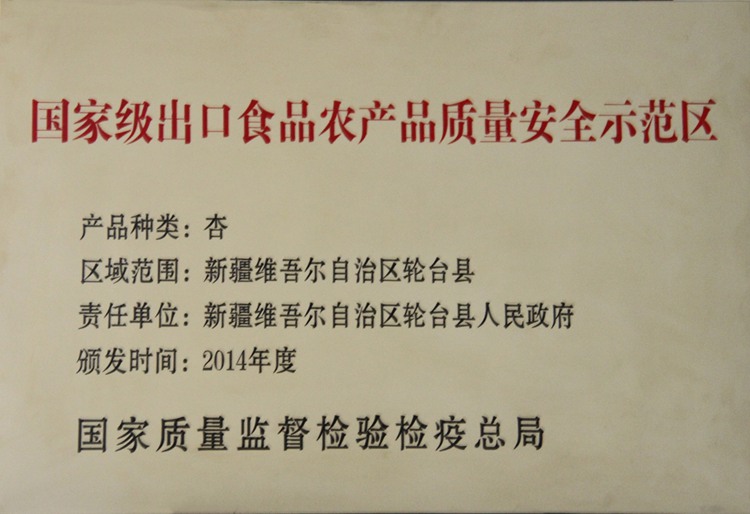 国家级出口食品农产品质量安全示范区
产品种类：杏
区域范围：新疆维吾尔自治区轮台县
责任单位：新疆维吾尔自治区轮台县人民政府
颁发时间：2014年度
国家质量监督检验检疫总局